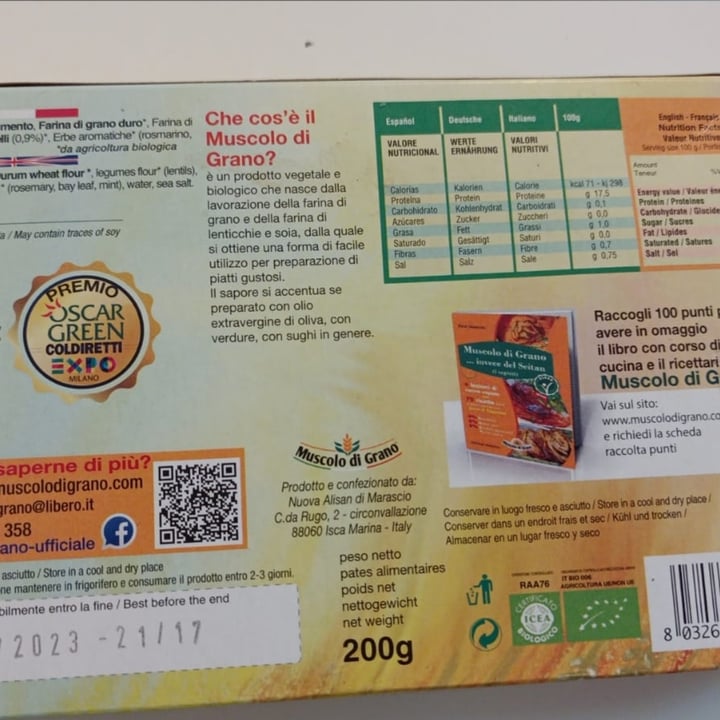 mento, Farina di grano duro*, Farina di
lli (0,9%)*, Erbe aromatiche* (rosmarino,
*da agricoltura biologica
urum wheat flour *, legumes flour* (lentils),
* (rosemary, bay leaf, mint), water, sea salt.
/ May contain traces of soy
PREMIO
OSCAR
GREEN
COLDIRETTI
EXPO
MILANO
saperne di più?
muscolodigrano.com
grano@libero.it
358
ano-ufficiale
asciutto / Store in a cool and dry place
ne mantenere in frigorifero e consumare il prodotto entro 2-3 giorni.
bilmente entro la fine / Best before the end
2023 -21/17
Che cos'è il
Muscolo di
Grano?
è un prodotto vegetale e
biologico che nasce dalla
lavorazione della farina di
grano e della farina di
lenticchie e soia, dalla quale
si ottiene una forma di facile
utilizzo per preparazione di
piatti gustosi.
Il sapore si accentua se
preparato con olio
extravergine di oliva, con
verdure, con sughi in genere.
Muscolo di Grano
Prodotto e confezionato da:
Nuova Alisan di Marascio
C.da Rugo, 2 - circonvallazione
88060 Isca Marina - Italy
peso netto
pates alimentaires
poids net
nettogewicht
net weight
200g
Español Deutsche Italiano 100g
VALORE WERTE VALORI
NUTRICIONAL ERNÄHRUNG NUTRITIVI
Calorias Kalorien Calorie kcal 71 - kj 298
Proteina Protein Proteine g 17,5
Carbohidrato Kohlenhydrat Carboidrati g 0,1
Azúcares Zucker Zuccheri g 0,0
Grasa Fett Grassi g 1,0
Saturado Gesättigt Saturi g 0,0
Fibras Fasern Fibre g 0,7
Sal Salz Sale g 0,75
English - Français
Nutrition Facts
Valeur Nutritive
Serving size 100 g /
Amount
Teneur %V
Energy value / Valeur én
Protein / Proteines
Carbohydrate / Glucide
Sugar / Sucres
Fat / Lipides
Saturated / Satures
Salt / Sel
Muscolo di Grano
invece del Seitan
Raccogli 100 punti p
avere in omaggio
il libro con corso di
cucina e il ricettari
Muscolo di G
Vai sul sito:
www.muscolodigrano.co
e richiedi la scheda
raccolta punti
Conservare in luogo fresco e asciutto / Store in a cool and dry place /
Conserver dans un endroit frais et sec / Kühl und trocken /
Almacenar en un lugar fresco y seco
RAA76
IT BIO 006
AGRICOLTURA UE/NON UE
CERTIFICATO
ICEA
BIOLOGICO
8 0326